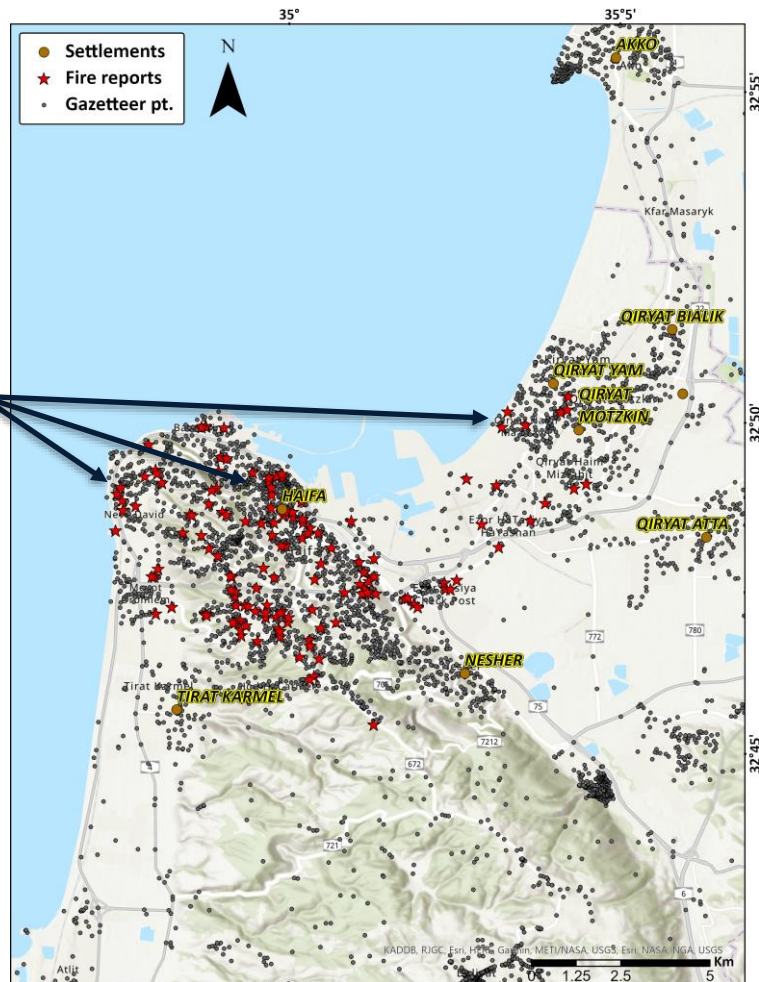 35°
35°5'
Settlements
Fire reports
Gazetteer pt.
N
AKKO
32°55'
Kfar Masaryk
QIRYAT BIALIK
QIRYAT YAM
QIRYAT
MOTZKIN
32°50'
Qiryat Haim
HAIFA
QIRYAT ATTA
772
780
NESHER
Tirat Karmel
TIRAT KARMEL
75
7212
672
32°45'
721
6
KADDB, RJGC, Esri, HERE, Garmin, METI/NASA, USGS, Esri, NASA, NGA, USGS
Atlit
Km
0 1.25 2.5 5